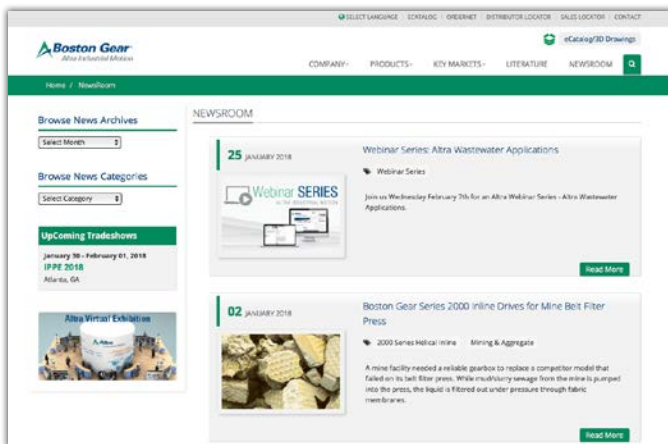 SELECT LANGUAGE | ECATALOG | ORDERNET | DISTRIBUTOR LOCATOR | SALES LOCATOR | CONTACT
eCatalog/3D Drawings
Boston Gear
Altra Industrial Motion
COMPANY PRODUCTS KEY MARKETS LITERATURE NEWSROOM
Home / NewsRoom
Browse News Archives
Select Month
Browse News Categories
Select Category
UpComing Tradeshows
January 30 - February 01, 2018
IPPE 2018
Atlanta, GA
Altra Virtual Exhibition
Altra
NEWSROOM
25 JANUARY 2018
Webinar SERIES
ALTRA INDUSTRIAL MOTION
Webinar Series: Altra Wastewater Applications
Webinar Series
Join us Wednesday February 7th for an Altra Webinar Series - Altra Wastewater
Applications.
Read More
02 JANUARY 2018
Boston Gear Series 2000 Inline Drives for Mine Belt Filter
Press
2000 Series Helical Inline Mining & Aggregate
A mine facility needed a reliable gearbox to replace a competitor model that
failed on its belt filter press. While mud/slurry sewage from the mine is pumped
into the press, the liquid is filtered out under pressure through fabric
membranes.
Read More